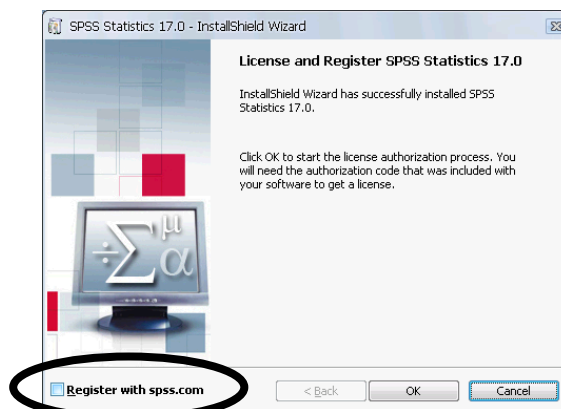 SPSS Statistics 17.0 - InstallShield Wizard
License and Register SPSS Statistics 17.0
InstallShield Wizard has successfully installed SPSS
Statistics 17.0.
Click OK to start the license authorization process. You
will need the authorization code that was included with
your software to get a license.
÷Σμα
Register with spss.com
< Back
OK
Cancel